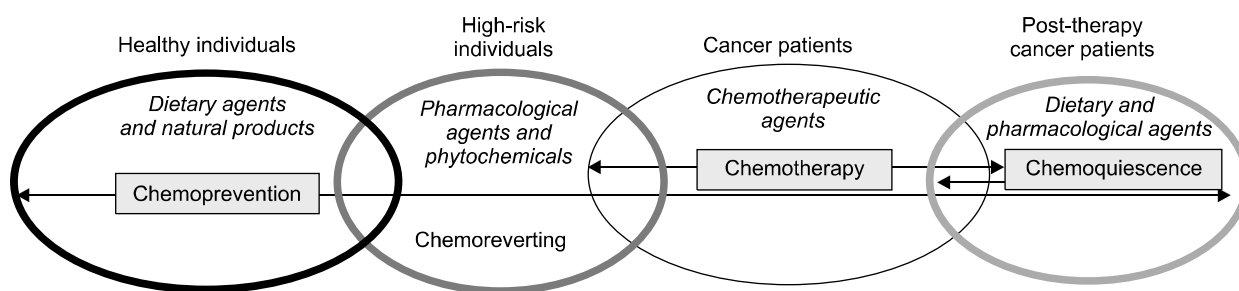 Healthy individuals
High-risk
individuals
Cancer patients
Post-therapy
cancer patients
Dietary agents
and natural products
Pharmacological
agents and
phytochemicals
Chemotherapeutic
agents
Dietary and
pharmacological agents
Chemoprevention
Chemotherapy
Chemoquiescence
Chemoreverting